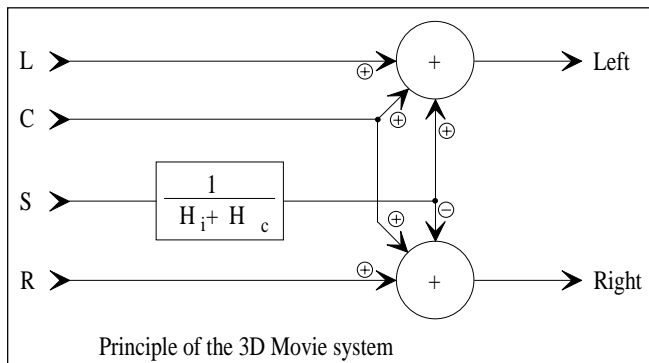 L
⊕
+
Left
C
⊕
⊕
S
1
H i + H c
⊖
⊕
R
⊕
+
Right
Principle of the 3D Movie system